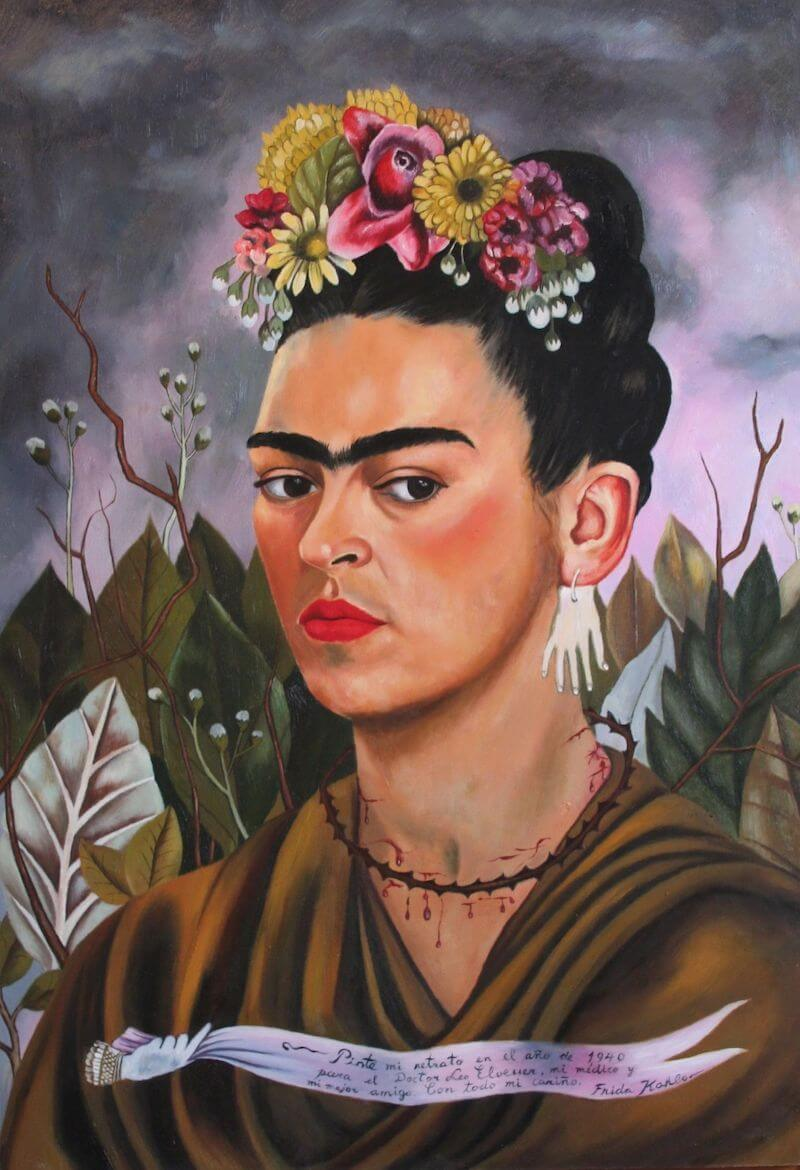 Pinte mi retrato en el año de 1940
para el Doctor Leo Elveser, mi médico y
mi mejor amigo. Con todo mi cariño. Frida Kahlo.